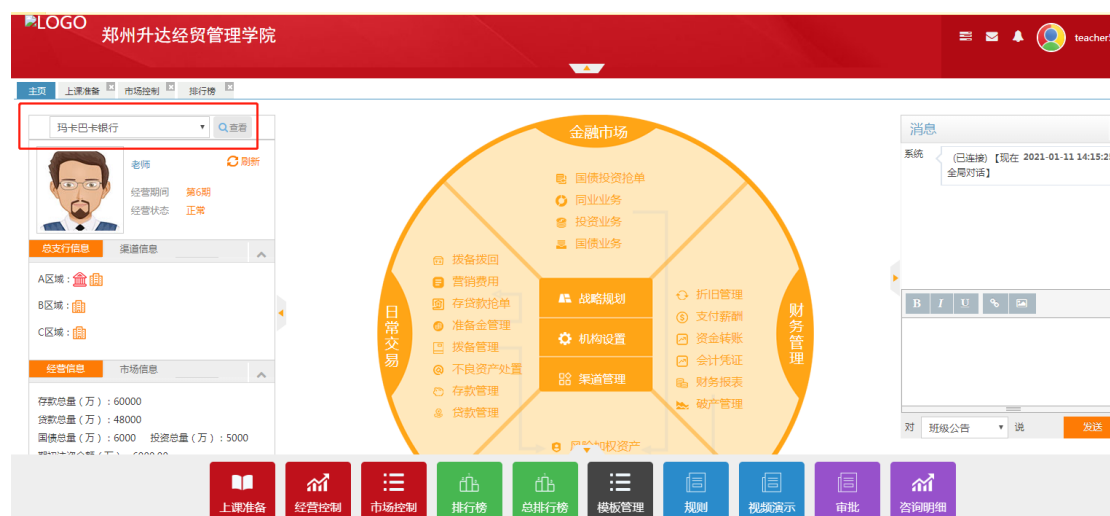 LOGO
郑州升达经贸管理学院
主页
上课准备
市场控制
排行榜
玛卡巴卡银行
查看
老师
刷新
经营期间 第6期
经营状态 正常
总支行信息
渠道信息
A区域：
B区域：
C区域：
经营信息
市场信息
存款总量（万）：60000
贷款总量（万）：48000
国债总量（万）：6000 投资总量（万）：5000
金融市场
国债投资抢单
同业业务
投资业务
国债业务
日常交易
拨备拨回
营销费用
存贷款抢单
准备金管理
拨备管理
不良资产处置
存款管理
贷款管理
战略规划
机构设置
渠道管理
折旧管理
支付薪酬
资金转账
会计凭证
财务报表
破产管理
财务管理
风险加权资产
消息
系统
(已连接)【现在 2021-01-11 14:15:2
全局对话】
B I U
对 班级公告 说
发送
上课准备
经营控制
市场控制
排行榜
总排行榜
模板管理
规则
视频演示
审批
咨询明细